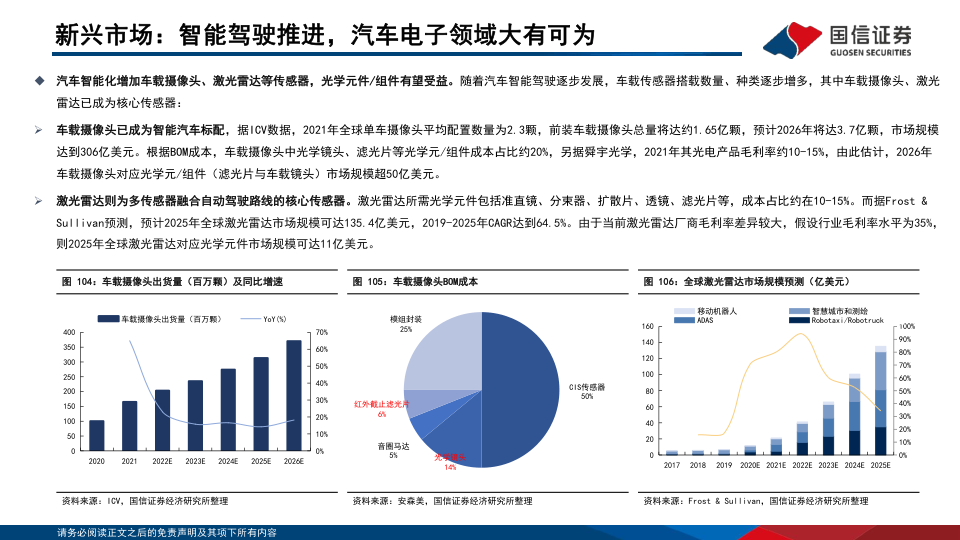 新兴市场：智能驾驶推进，汽车电子领域大有可为
国信证券
GUOSEN SECURITIES
汽车智能化增加车载摄像头、激光雷达等传感器，光学元件/组件有望受益。随着汽车智能驾驶逐步发展，车载传感器搭载数量、种类逐步增多，其中车载摄像头、激光
雷达已成为核心传感器：
车载摄像头已成为智能汽车标配，据ICV数据，2021年全球单车摄像头平均配置数量为2.3颗，前装车载摄像头总量将达约1.65亿颗，预计2026年将达3.7亿颗，市场规模
达到306亿美元。根据BOM成本，车载摄像头中光学镜头、滤光片等光学元/组件成本占比约20%，另据舜宇光学，2021年其光电产品毛利率约10-15%，由此估计，2026年
车载摄像头对应光学元/组件（滤光片与车载镜头）市场规模超50亿美元。
激光雷达则为多传感器融合自动驾驶路线的核心传感器。激光雷达所需光学元件包括准直镜、分束器、扩散片、透镜、滤光片等，成本占比约在10-15%。而据Frost &
Sullivan预测，预计2025年全球激光雷达市场规模可达135.4亿美元，2019-2025年CAGR达到64.5%。由于当前激光雷达厂商毛利率差异较大，假设行业毛利率水平为35%，
则2025年全球激光雷达对应光学元件市场规模可达11亿美元。
图 104：车载摄像头出货量（百万颗）及同比增速
车载摄像头出货量（百万颗）
YoY(%)
400
350
300
250
200
150
100
50
0
70%
60%
50%
40%
30%
20%
10%
0%
2020 2021 2022E 2023E 2024E 2025E 2026E
资料来源：ICV，国信证券经济研究所整理
图 105：车载摄像头BOM成本
模组封装
25%
红外截止滤光片
6%
音圈马达
5%
光学镜头
14%
CIS传感器
50%
资料来源：安森美，国信证券经济研究所整理
图 106：全球激光雷达市场规模预测（亿美元）
移动机器人 智慧城市和测绘
ADAS Robotaxi/Robotruck
160
140
120
100
80
60
40
20
0
100%
90%
80%
70%
60%
50%
40%
30%
20%
10%
0%
2017 2018 2019 2020E 2021E 2022E 2023E 2024E 2025E
资料来源：Frost & Sullivan，国信证券经济研究所整理
请务必阅读正文之后的免责声明及其项下所有内容